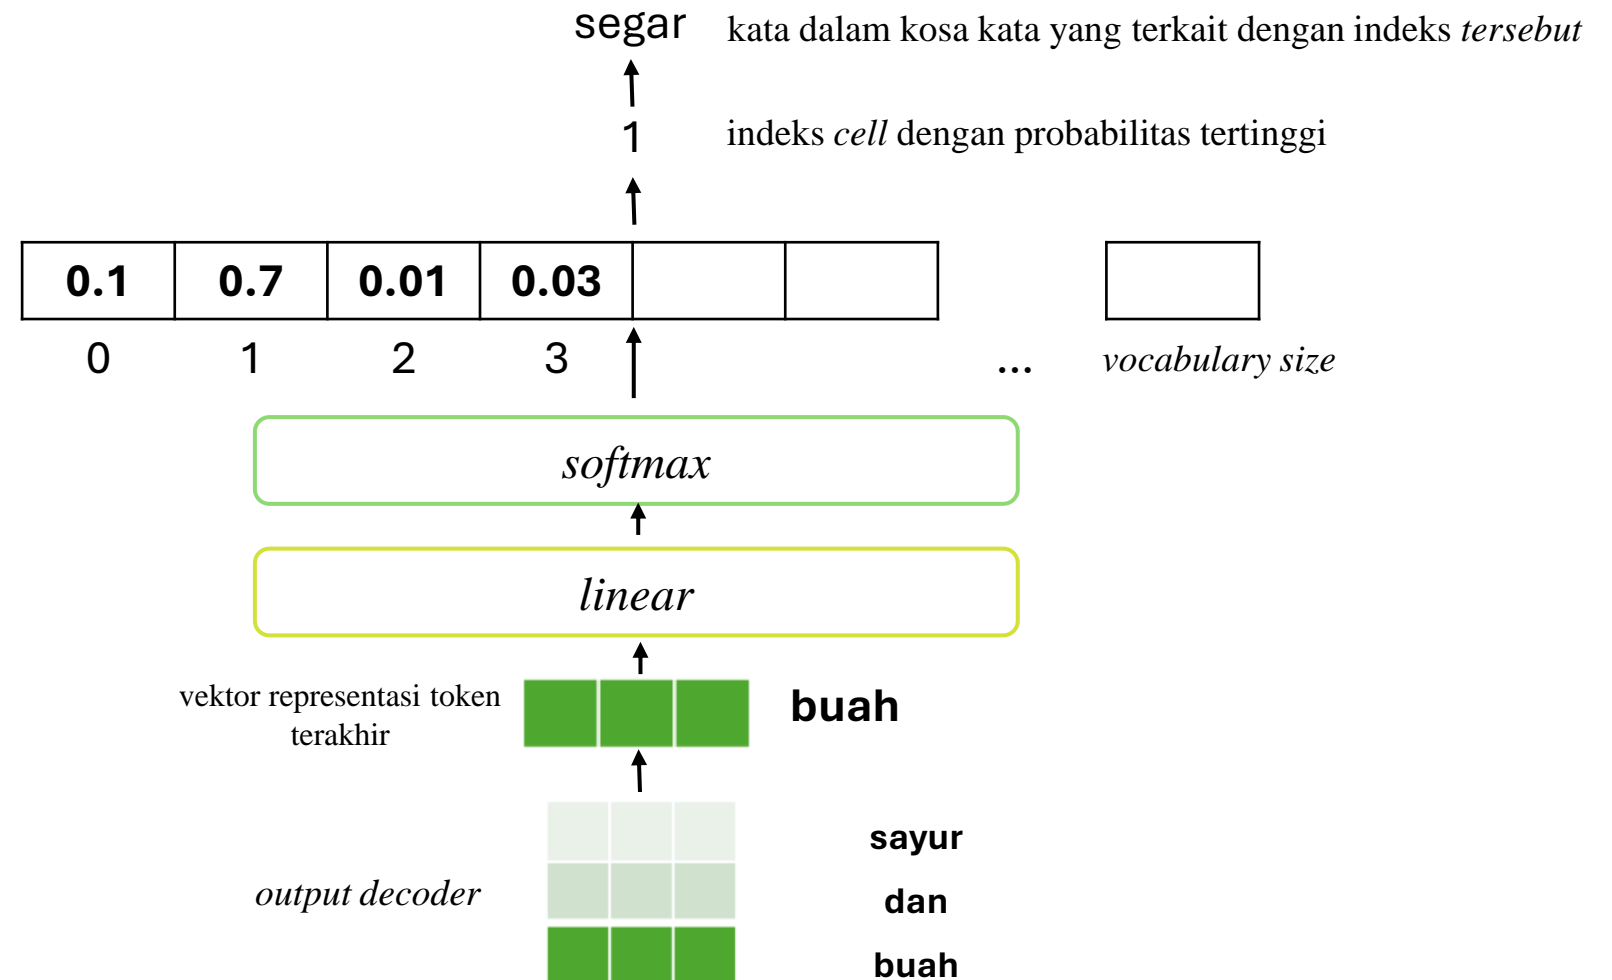 segar
kata dalam kosa kata yang terkait dengan indeks tersebut
1
indeks cell dengan probabilitas tertinggi
0.1 0.7 0.01 0.03
0 1 2 3 ... vocabulary size
softmax
linear
vektor representasi token
terakhir
buah
sayur
output decoder
dan
buah